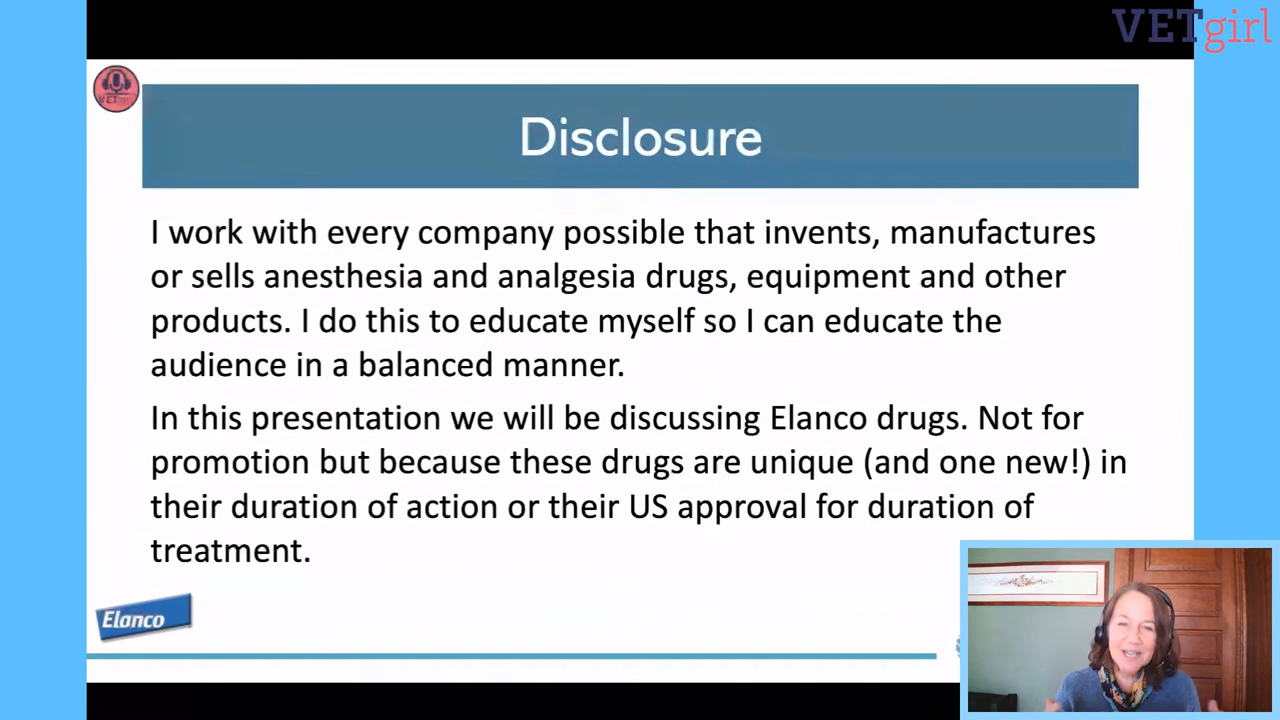 VETgirl
Disclosure
I work with every company possible that invents, manufactures
or sells anesthesia and analgesia drugs, equipment and other
products. I do this to educate myself so I can educate the
audience in a balanced manner.
In this presentation we will be discussing Elanco drugs. Not for
promotion but because these drugs are unique (and one new!) in
their duration of action or their US approval for duration of
treatment.
Elanco